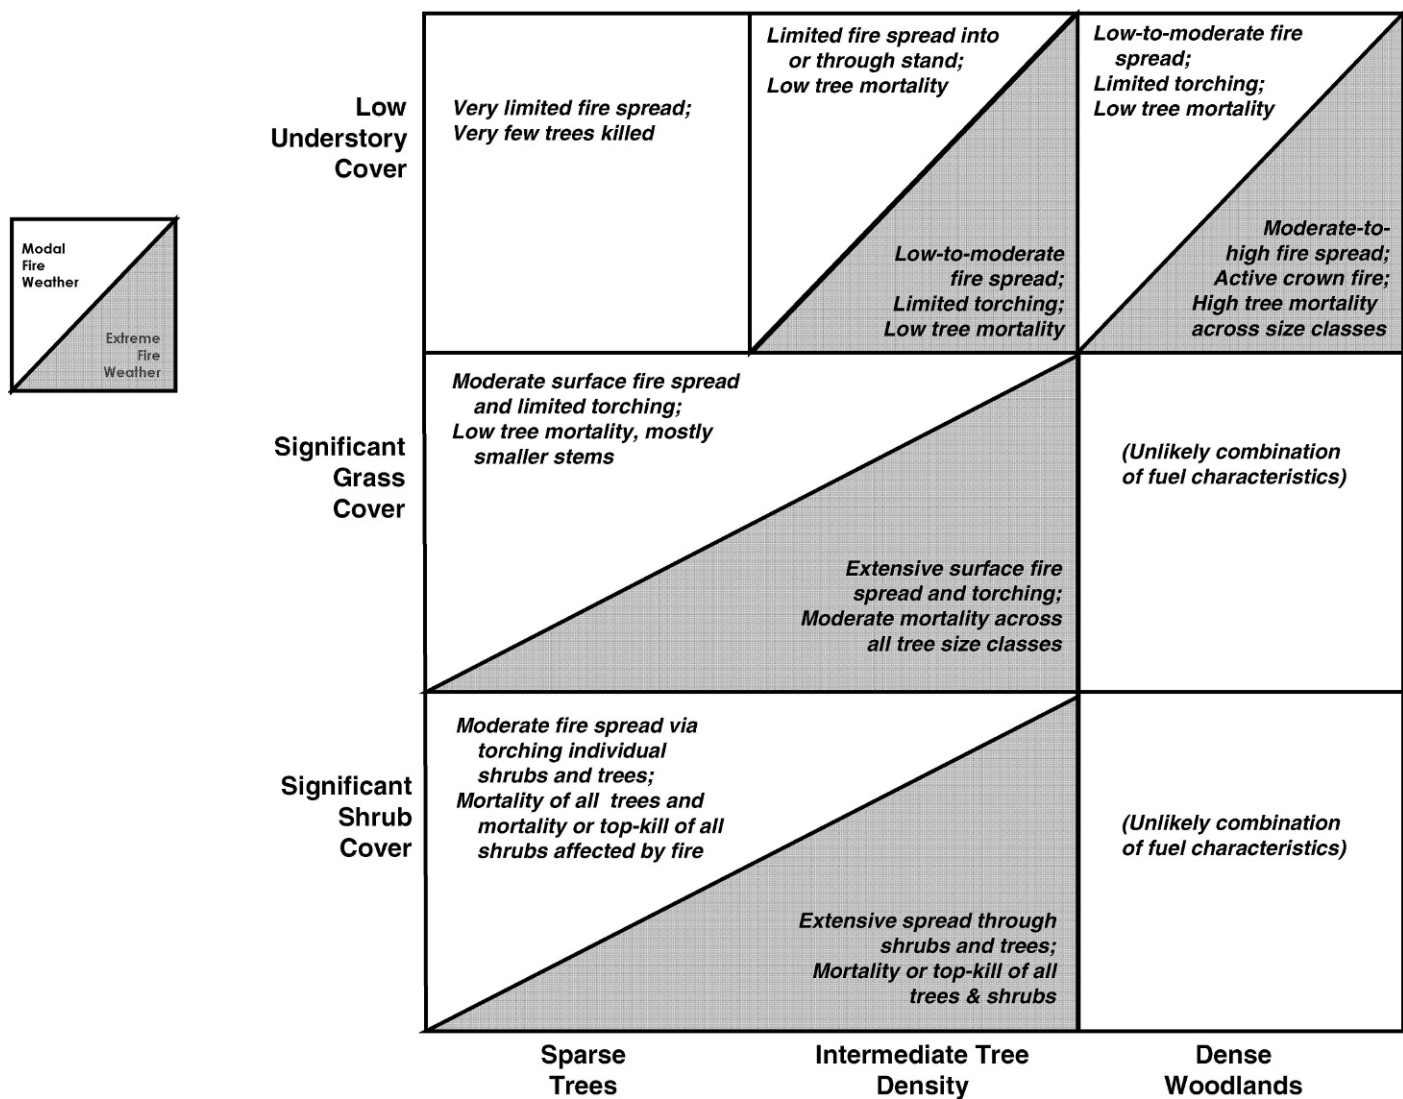 Low
Understory
Cover
Very limited fire spread;
Very few trees killed
Limited fire spread into
or through stand;
Low tree mortality
Low-to-moderate
fire spread;
Limited torching;
Low tree mortality
Low-to-moderate fire
spread;
Limited torching;
Low tree mortality
Moderate-to-
high fire spread;
Active crown fire;
High tree mortality
across size classes
Modal
Fire
Weather
Extreme
Fire
Weather
Significant
Grass
Cover
Moderate surface fire spread
and limited torching;
Low tree mortality, mostly
smaller stems
Extensive surface fire
spread and torching;
Moderate mortality across
all tree size classes
(Unlikely combination
of fuel characteristics)
Significant
Shrub
Cover
Moderate fire spread via
torching individual
shrubs and trees;
Mortality of all trees and
mortality or top-kill of all
shrubs affected by fire
Extensive spread through
shrubs and trees;
Mortality or top-kill of all
trees & shrubs
(Unlikely combination
of fuel characteristics)
Sparse
Trees
Intermediate Tree
Density
Dense
Woodlands